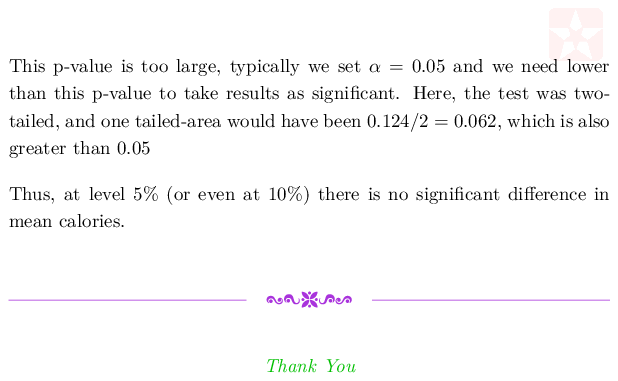 This p-value is too large, typically we set α = 0.05 and we need lower
than this p-value to take results as significant. Here, the test was two-
tailed, and one tailed-area would have been 0.124/2 = 0.062, which is also
greater than 0.05
Thus, at level 5% (or even at 10%) there is no significant difference in
mean calories.
Thank You